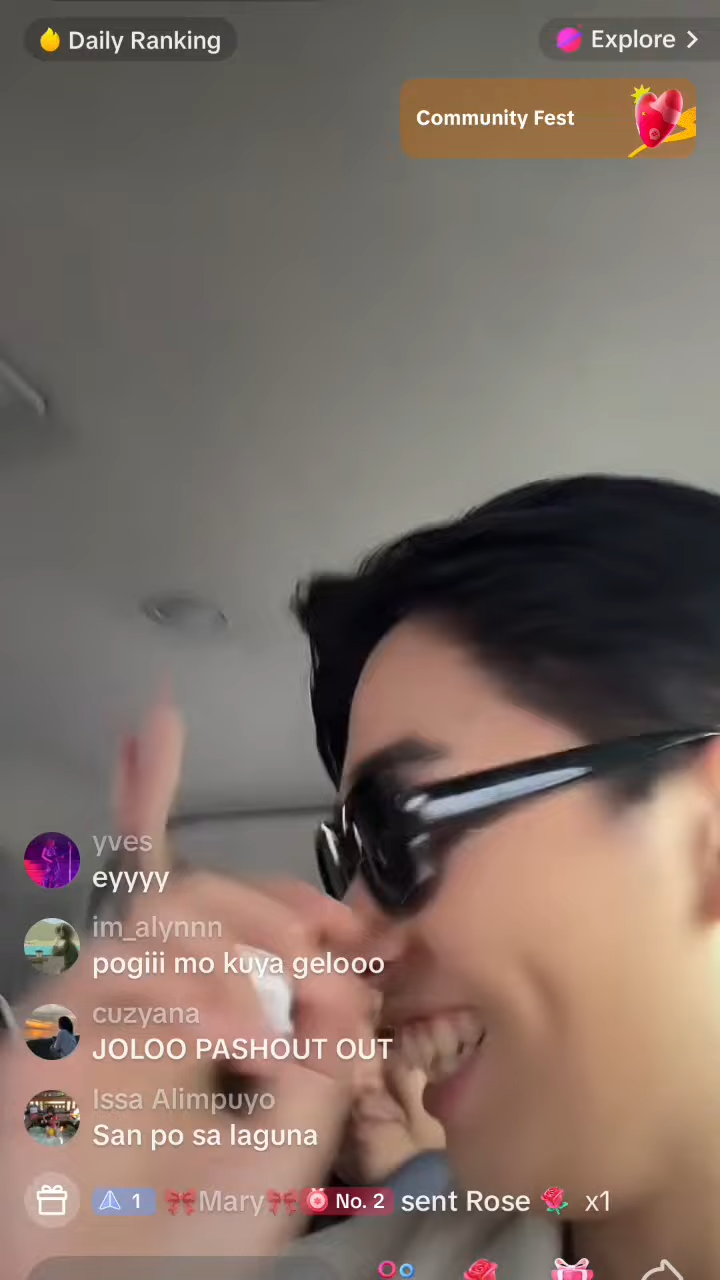 Daily Ranking
Explore
Community Fest
yves
eyyyy
im_alynnn
pogiii mo kuya gelooo
cuzyana
JOLOO PASHOUT OUT
Issa Alimpuyo
San po sa laguna
1 🎀Mary🎀 No. 2 sent Rose 🌹 x1